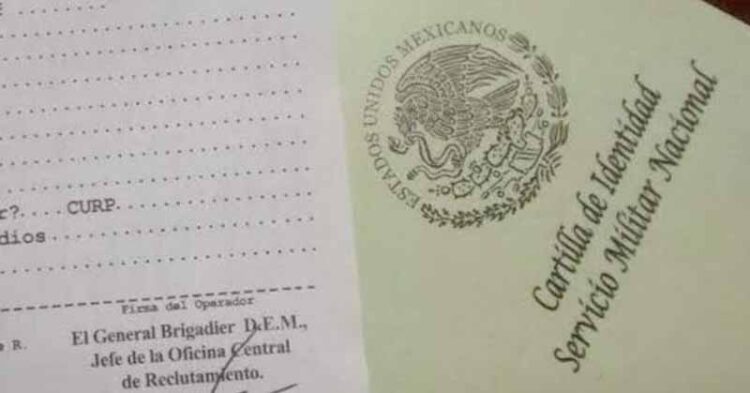 E ..........
r?.... CURP....................
dios..............................
Firma del Operador
e R.
El General Brigadier D.E.M.,
Jefe de la Oficina Central
de Reclutamiento.
ESTADOS UNIDOS MEXICANOS
Cartilla de Identidad
Servicio Militar Nacional